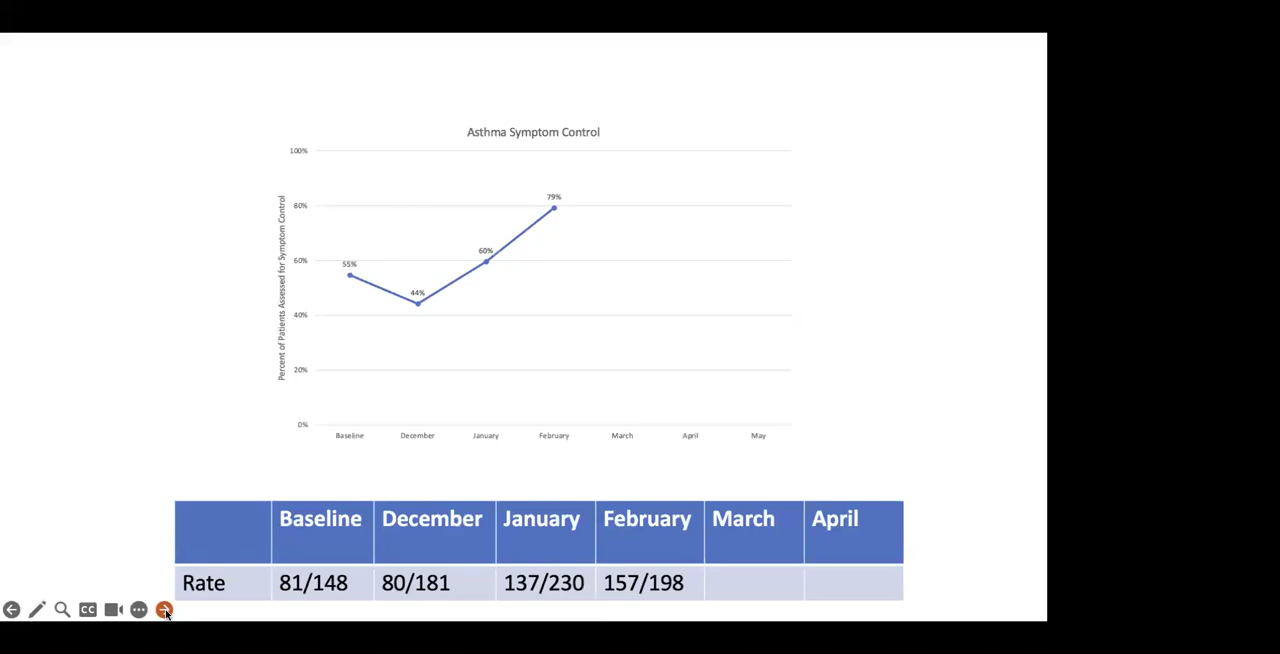 Asthma Symptom Control
Percent of Patients Assessed for Symptom Control
100%
80%
60%
40%
20%
0%
55%
44%
60%
79%
Baseline December January February March April May
Baseline December January February March April
Rate 81/148 80/181 137/230 157/198
CC